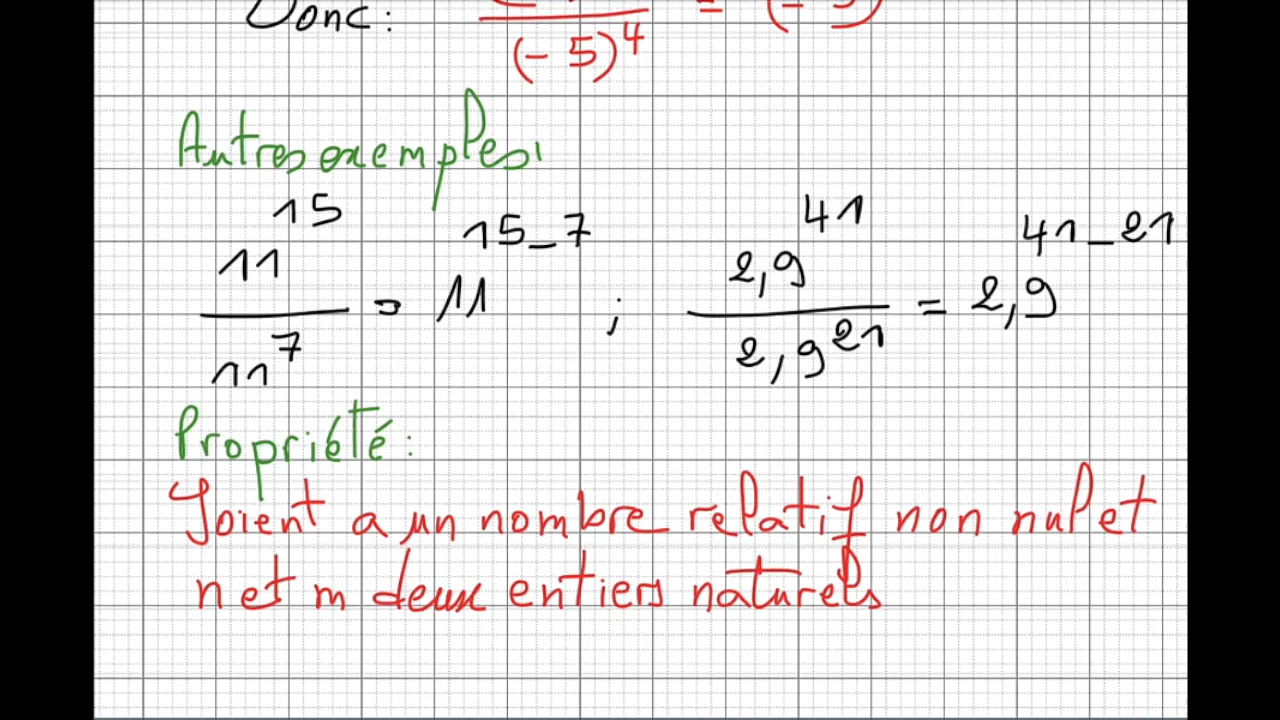 Donc: (-5)⁴ = (-5)
Autres exemples:
11¹⁵/11⁷ = 11¹⁵⁻⁷ ; 2,9⁴¹/2,9²¹ = 2,9⁴¹⁻²¹
Propriété:
Soient a un nombre relatif non nul et
n et m deux entiers naturels